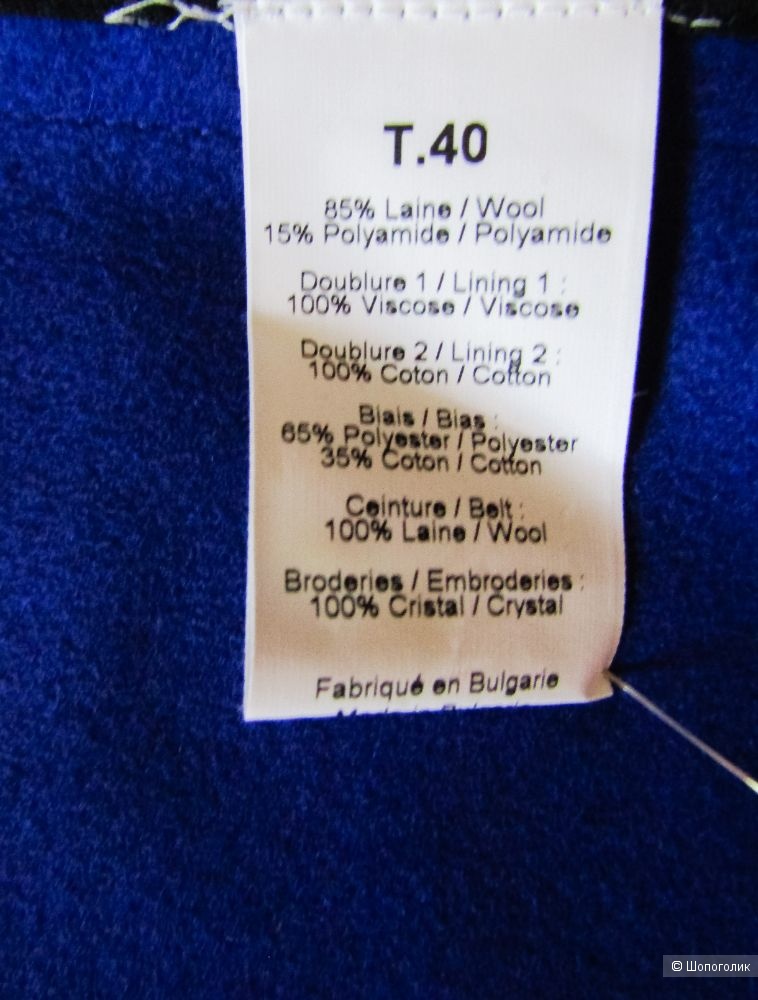 T.40
85% Laine / Wool
15% Polyamide / Polyamide
Doublure 1 / Lining 1 :
100% Viscose / Viscose
Doublure 2 / Lining 2 :
100% Coton / Cotton
Biais / Bias :
65% Polyester / Polyester
35% Coton / Cotton
Ceinture / Belt :
100% Laine / Wool
Broderies / Embroderies :
100% Cristal / Crystal
Fabriqué en Bulgarie
© Шопоголик